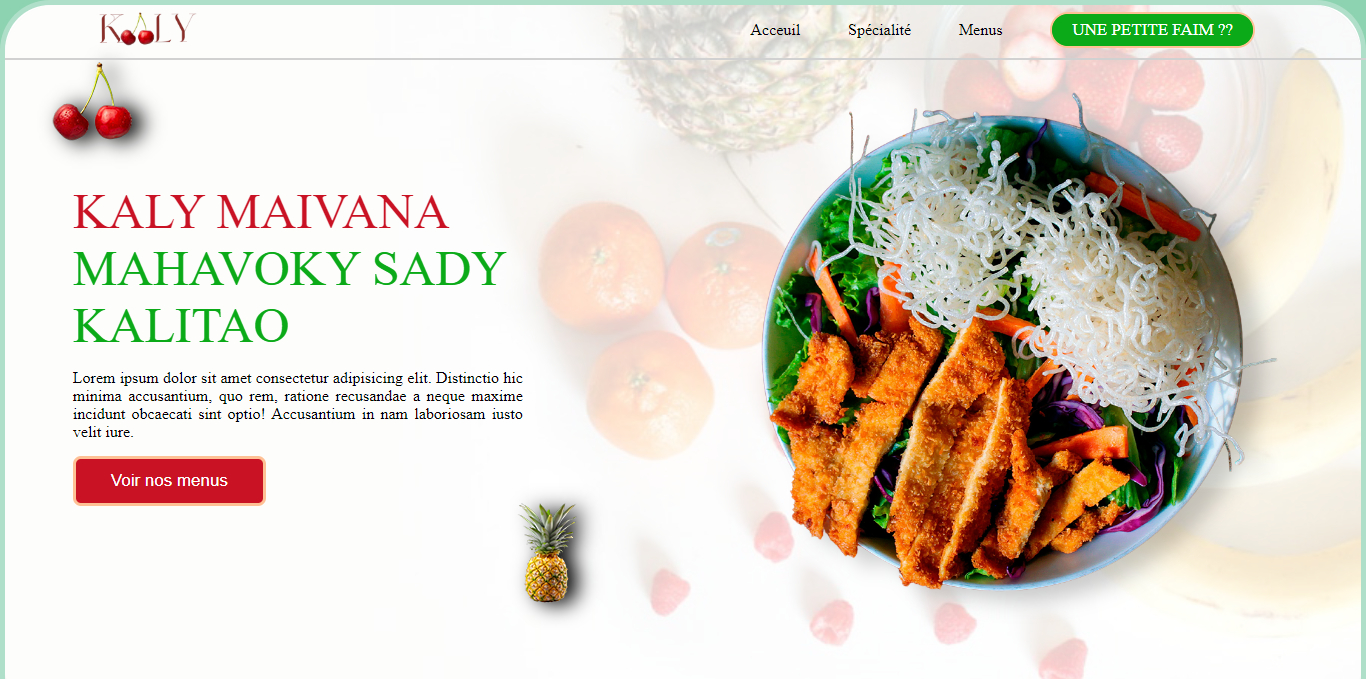 KALY
Acceuil
Spécialité
Menus
UNE PETITE FAIM ??
KALY MAIVANA
MAHAVOKY SADY
KALITAO
Lorem ipsum dolor sit amet consectetur adipisicing elit. Distinctio hic
minima accusantium, quo rem, ratione recusandae a neque maxime
incidunt obcaecati sint optio! Accusantium in nam laboriosam iusto
velit iure.
Voir nos menus